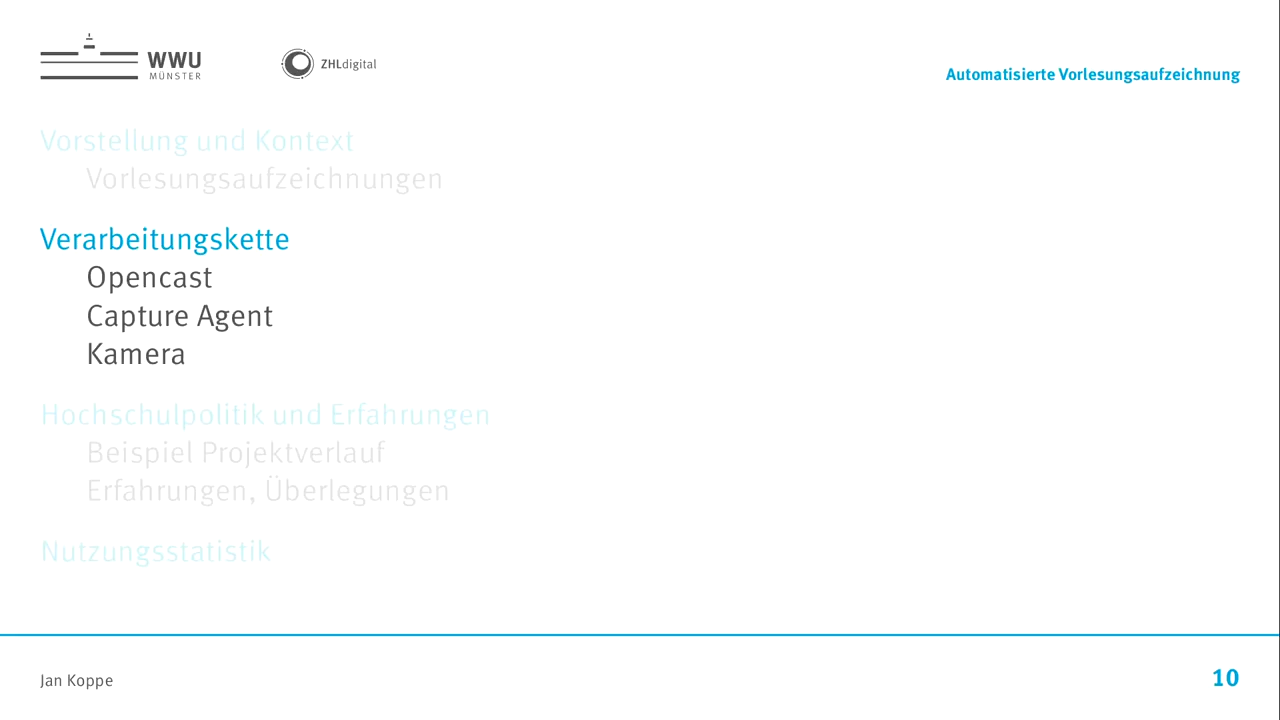 WWU
MÜNSTER
ZHLdigital
Automatisierte Vorlesungsaufzeichnung
Vorstellung und Kontext
Vorlesungsaufzeichnungen
Verarbeitungskette
Opencast
Capture Agent
Kamera
Hochschulpolitik und Erfahrungen
Beispiel Projektverlauf
Erfahrungen, Überlegungen
Nutzungsstatistik
Jan Koppe
10